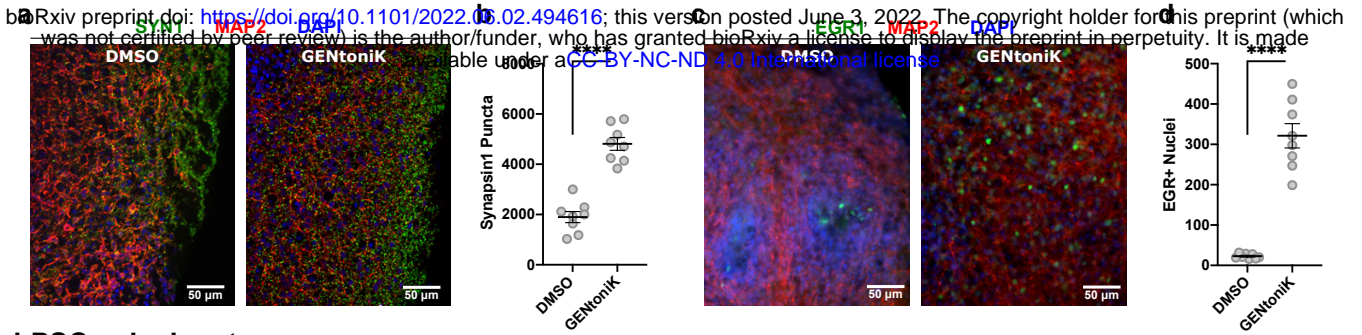 bioRxiv preprint doi: https://doi.org/10.1101/2022.06.02.494616; this version posted June 3, 2022. The copyright holder for this preprint (which
was not certified by peer review) is the author/funder, who has granted bioRxiv a license to display the preprint in perpetuity. It is made
available under aCC-BY-NC-ND 4.0 International license
a
SYN1 MAP2 DAPI
DMSO
GENtoniK
50 µm
50 µm
b
****
Synapsin1 Puncta
8000
6000
4000
2000
0
DMSO
GENtoniK
c
EGR1 MAP2 DAPI
DMSO
GENtoniK
50 µm
50 µm
d
****
EGR+ Nuclei
500
400
300
200
100
0
DMSO
GENtoniK